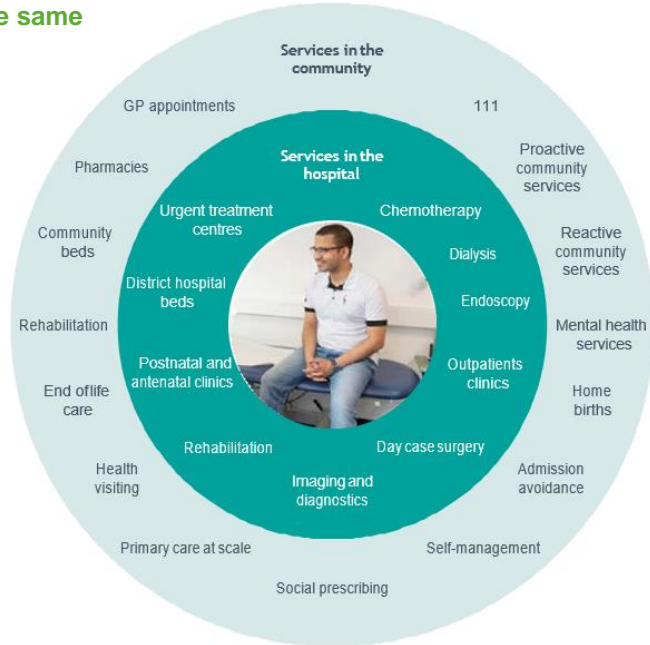 e same
Services in the
community
GP appointments
111
Pharmacies
Proactive
community
services
Community
beds
Reactive
community
services
Rehabilitation
Mental health
services
End of life
care
Home
births
Health
visiting
Admission
avoidance
Primary care at scale
Self-management
Social prescribing
Services in the
hospital
Urgent treatment
centres
Chemotherapy
Dialysis
District hospital
beds
Endoscopy
Postnatal and
antenatal clinics
Outpatients
clinics
Rehabilitation
Day case surgery
Imaging and
diagnostics